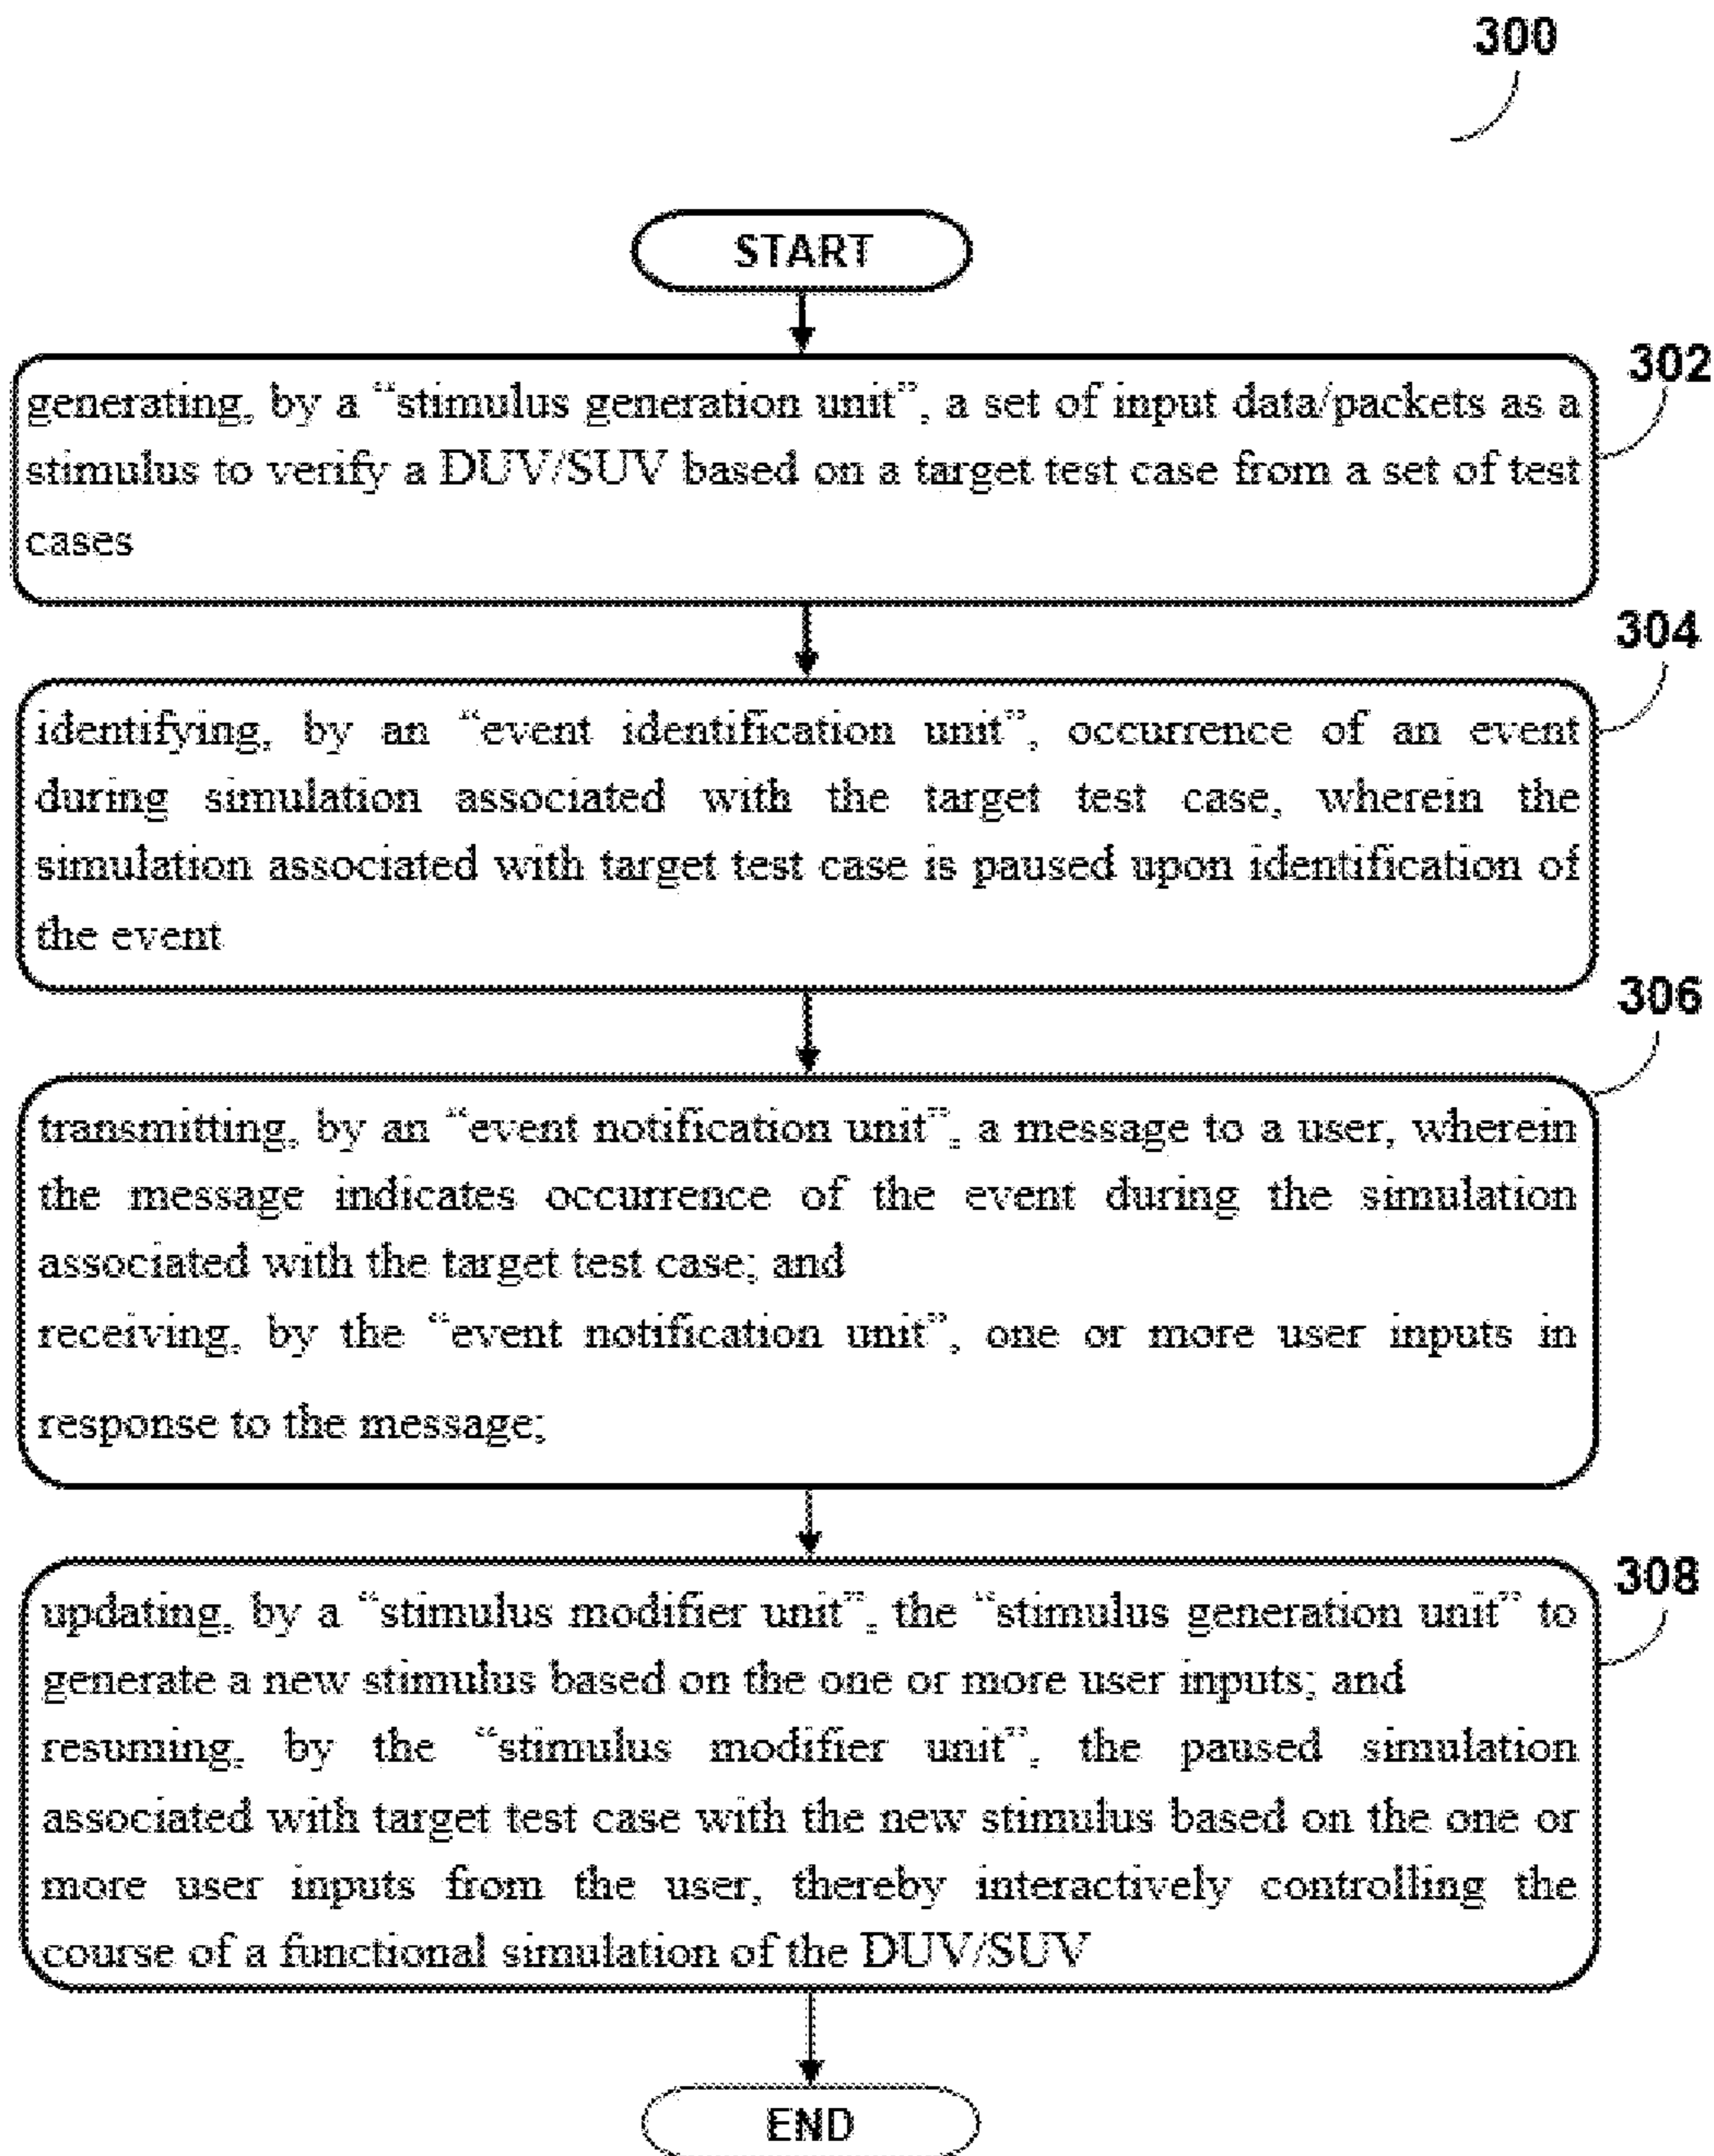 300
START
302
generating, by a “stimulus generation unit”, a set of input data/packets as a
stimulus to verify a DUV/SUV based on a target test case from a set of test
cases
304
identifying, by an “event identification unit”, occurrence of an event
during simulation associated with the target test case, wherein the
simulation associated with target test case is paused upon identification of
the event
306
transmitting, by an “event notification unit”, a message to a user, wherein
the message indicates occurrence of the event during the simulation
associated with the target test case; and
receiving, by the “event notification unit”, one or more user inputs in
response to the message;
308
updating, by a “stimulus modifier unit”, the “stimulus generation unit” to
generate a new stimulus based on the one or more user inputs; and
resuming, by the “stimulus modifier unit”, the paused simulation
associated with target test case with the new stimulus based on the one or
more user inputs from the user, thereby interactively controlling the
course of a functional simulation of the DUV/SUV
END